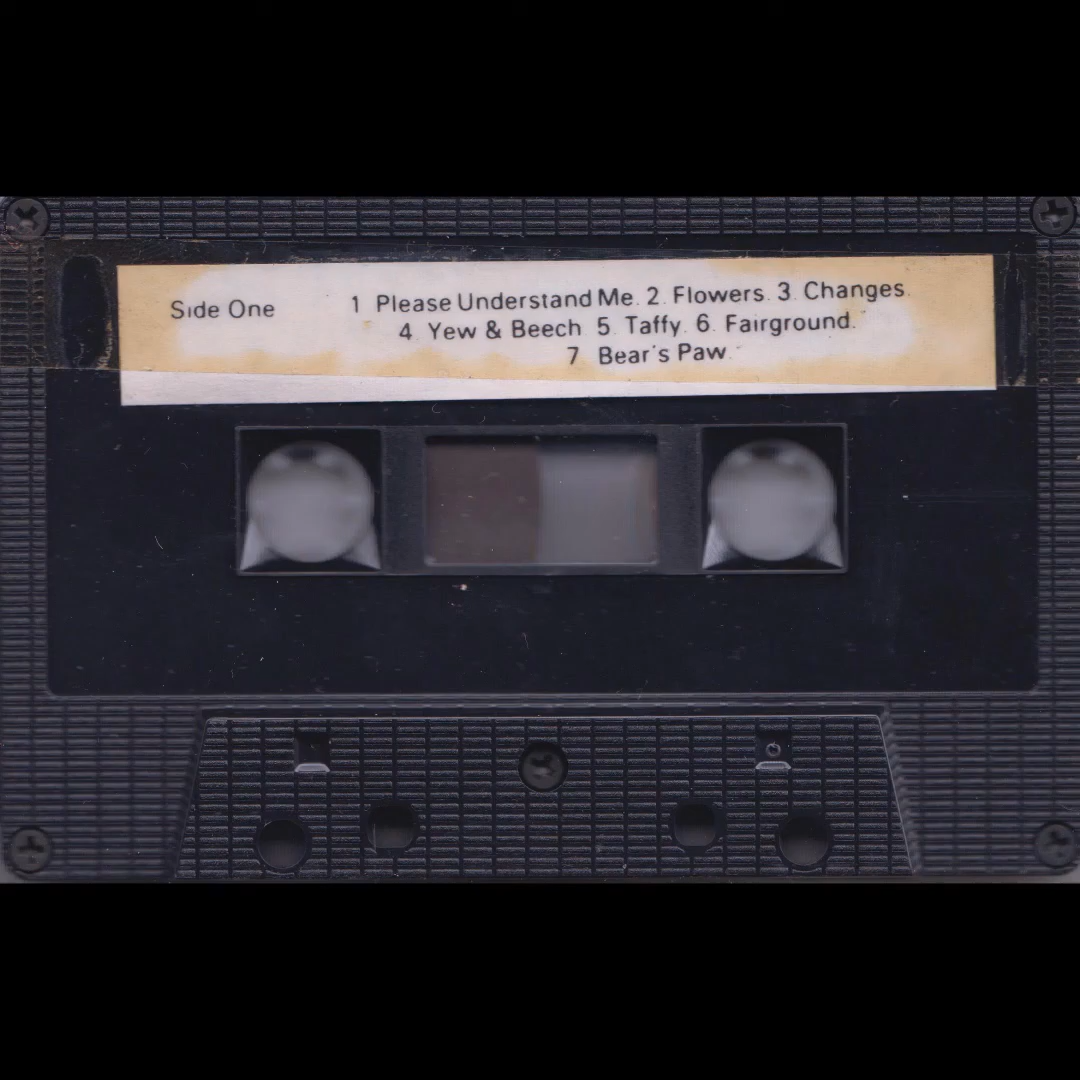 Side One 1 Please Understand Me. 2. Flowers. 3. Changes.
4 Yew & Beech 5. Taffy. 6. Fairground.
7 Bear's Paw.